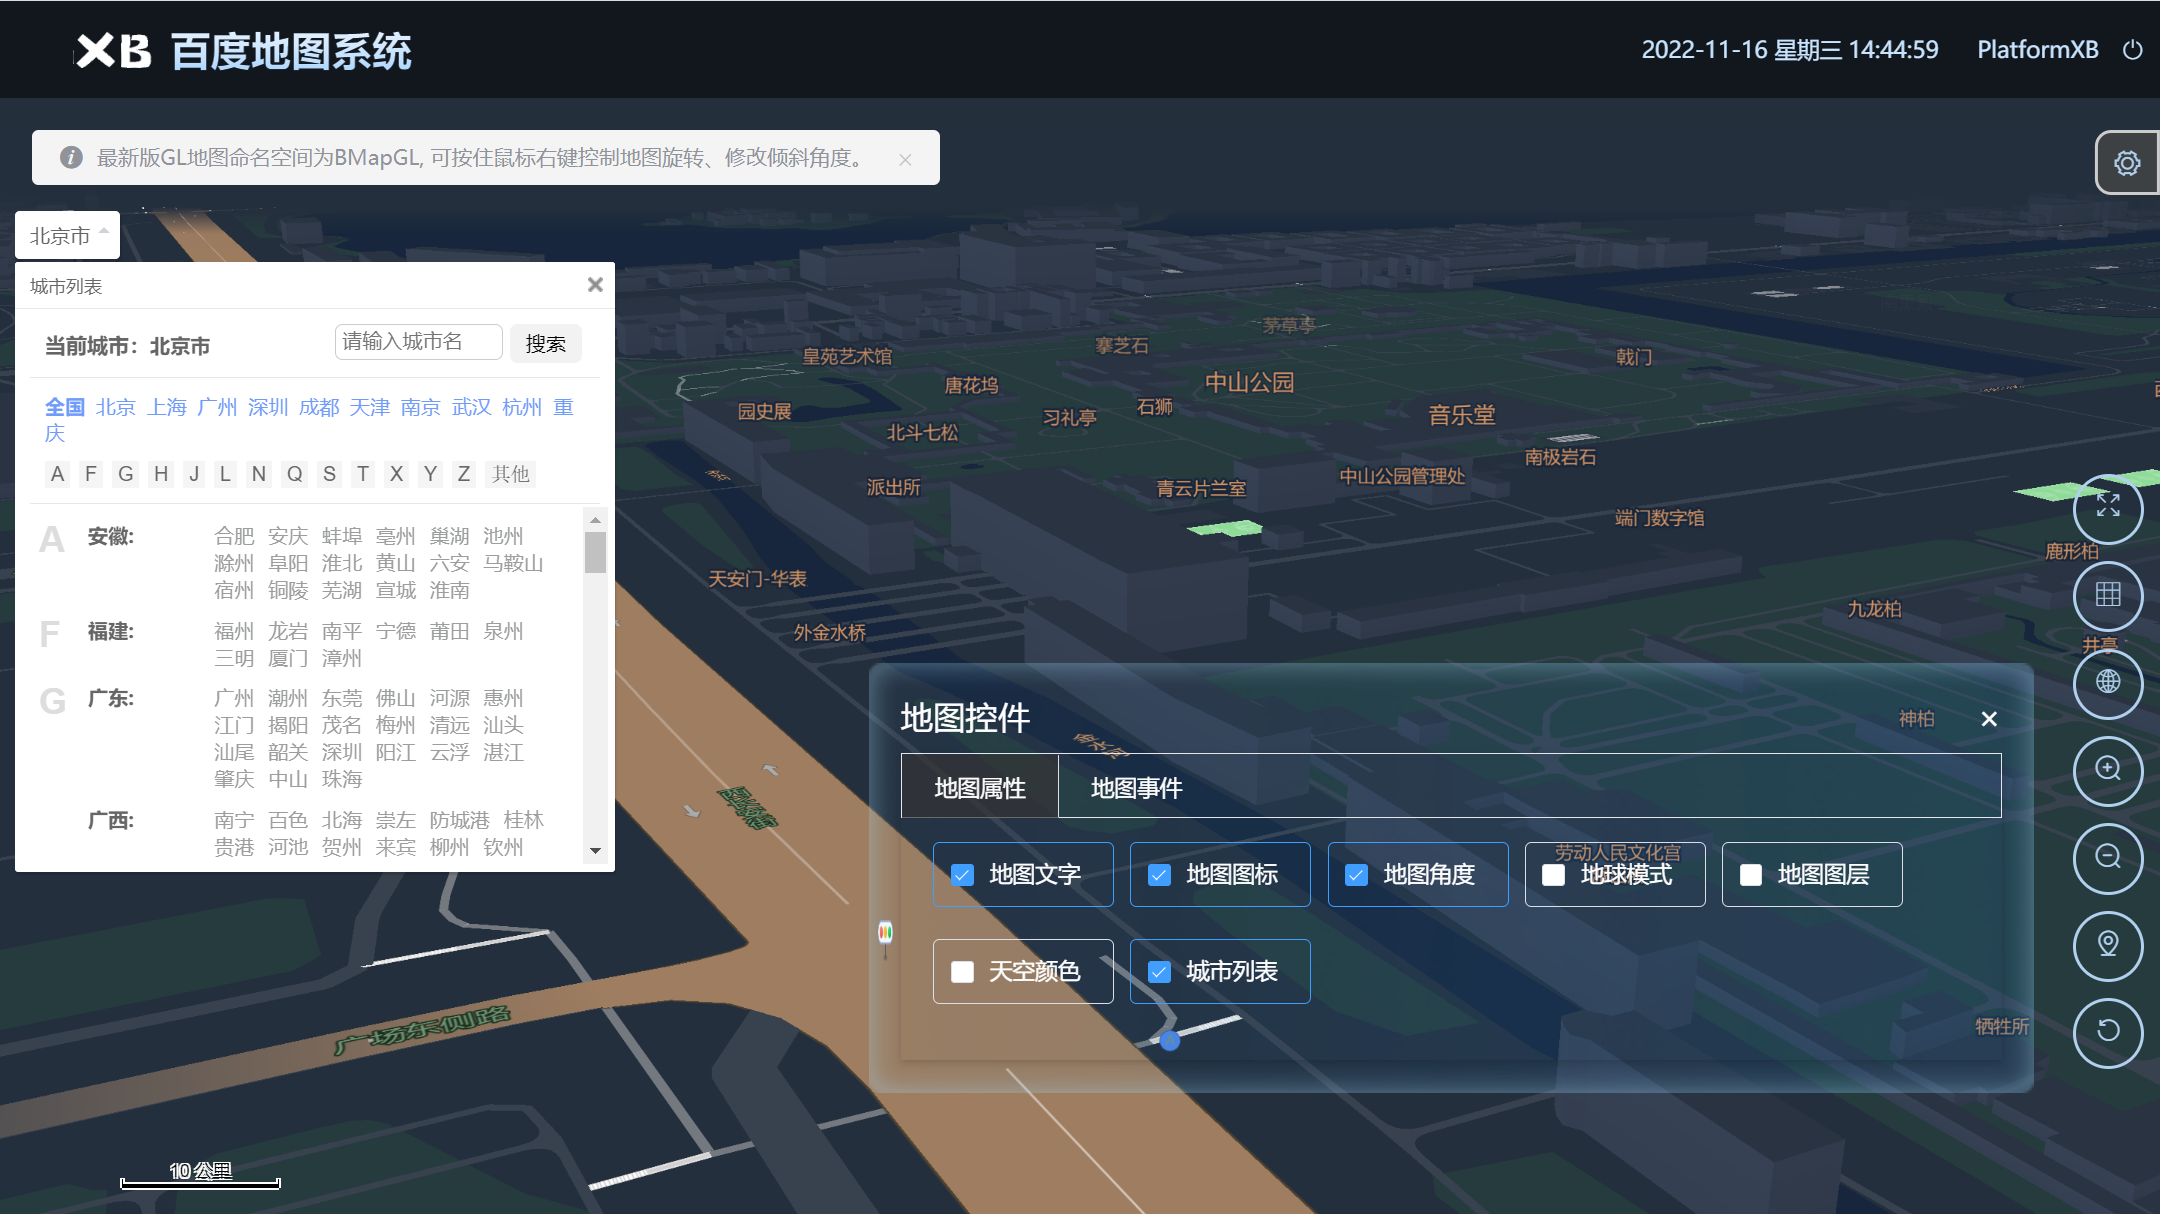 XB 百度地图系统
2022-11-16 星期三 14:44:59 PlatformXB
最新版GL地图命名空间为BMapGL, 可按住鼠标右键控制地图旋转、修改倾斜角度。
北京市
城市列表
当前城市：北京市
请输入城市名
搜索
全国 北京 上海 广州 深圳 成都 天津 南京 武汉 杭州 重
庆
A F G H J L N Q S T X Y Z 其他
A 安徽: 合肥 安庆 蚌埠 亳州 巢湖 池州
滁州 阜阳 淮北 黄山 六安 马鞍山
宿州 铜陵 芜湖 宣城 淮南
F 福建: 福州 龙岩 南平 宁德 莆田 泉州
三明 厦门 漳州
G 广东: 广州 潮州 东莞 佛山 河源 惠州
江门 揭阳 茂名 梅州 清远 汕头
汕尾 韶关 深圳 阳江 云浮 湛江
肇庆 中山 珠海
广西: 南宁 百色 北海 崇左 防城港 桂林
贵港 河池 贺州 来宾 柳州 钦州
茅草亭
搴芝石
皇苑艺术馆
戟门
唐花坞
中山公园
园史展
石狮
习礼亭
音乐堂
北斗七松
南极岩石
中山公园管理处
派出所
青云片兰室
端门数字馆
鹿形柏
天安门-华表
九龙柏
外金水桥
井亭
神柏
金水河
地图控件
地图属性
地图事件
劳动人民文化宫
地图文字
地图图标
地图角度
地球模式
地图图层
天空颜色
城市列表
牺牲所
广场东侧路
10 公里